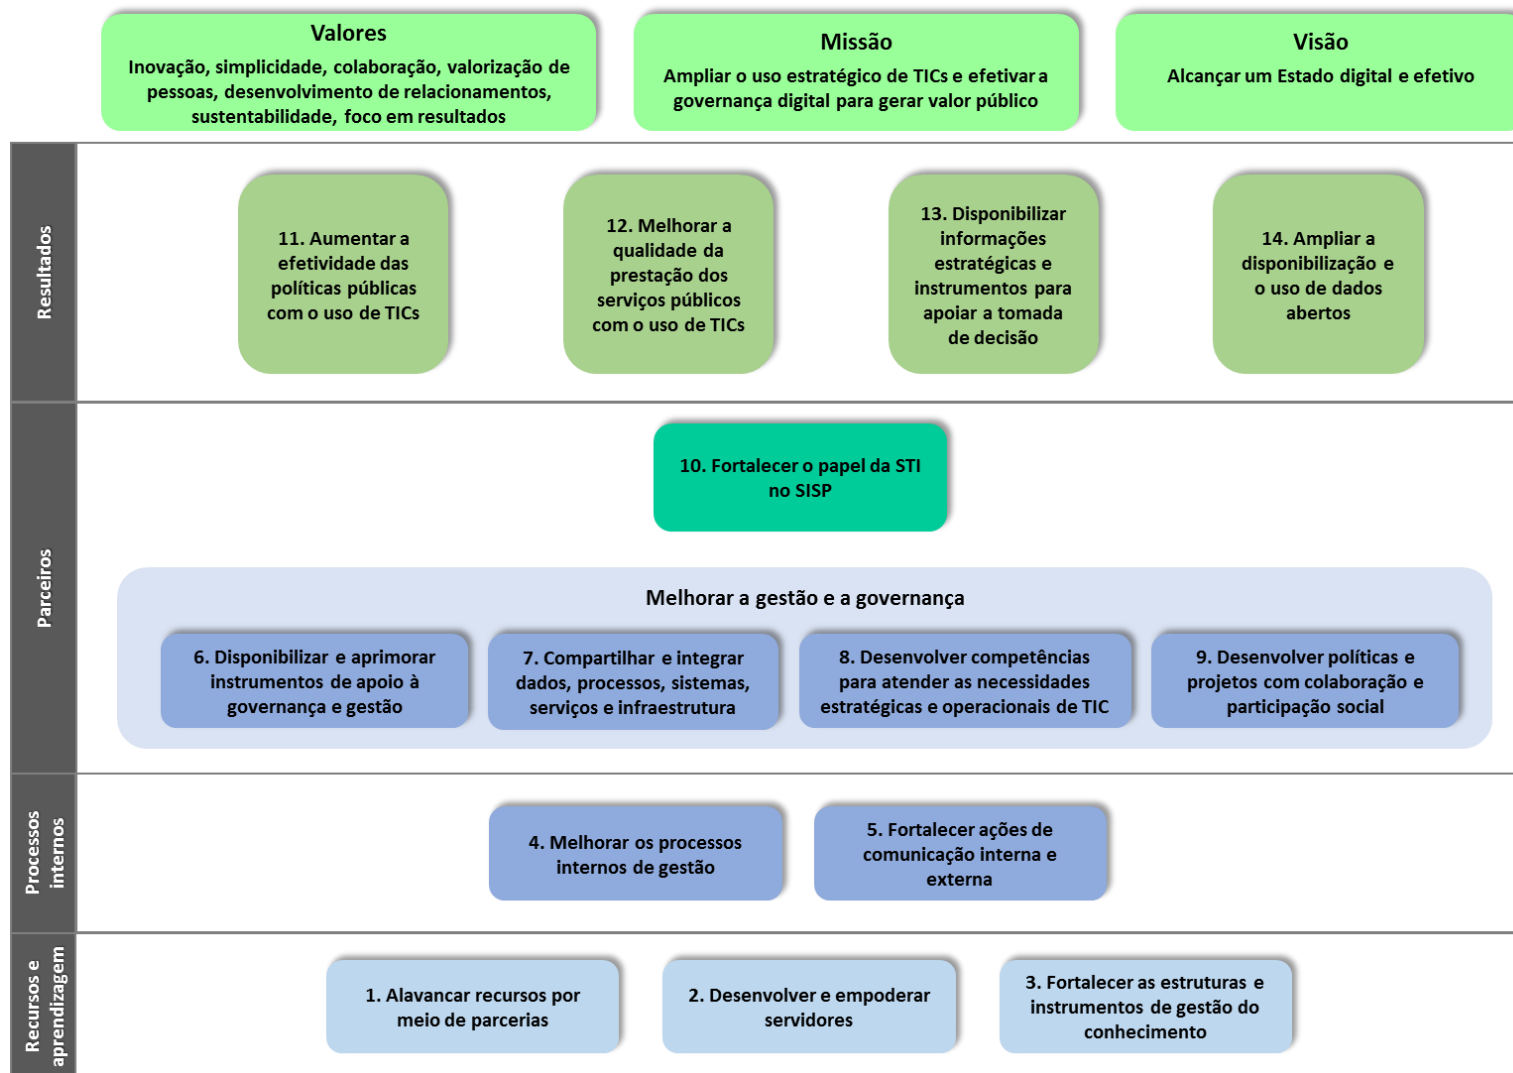 Valores
Inovação, simplicidade, colaboração, valorização de
pessoas, desenvolvimento de relacionamentos,
sustentabilidade, foco em resultados
Missão
Ampliar o uso estratégico de TICs e efetivar a
governança digital para gerar valor público
Visão
Alcançar um Estado digital e efetivo
Resultados
11. Aumentar a
efetividade das
políticas públicas
com o uso de TICs
12. Melhorar a
qualidade da
prestação dos
serviços públicos
com o uso de TICs
13. Disponibilizar
informações
estratégicas e
instrumentos para
apoiar a tomada
de decisão
14. Ampliar a
disponibilização e
o uso de dados
abertos
Parceiros
10. Fortalecer o papel da STI
no SISP
Melhorar a gestão e a governança
6. Disponibilizar e aprimorar
instrumentos de apoio à
governança e gestão
7. Compartilhar e integrar
dados, processos, sistemas,
serviços e infraestrutura
8. Desenvolver competências
para atender as necessidades
estratégicas e operacionais de TIC
9. Desenvolver políticas e
projetos com colaboração e
participação social
Processos
internos
4. Melhorar os processos
internos de gestão
5. Fortalecer ações de
comunicação interna e
externa
Recursos e
aprendizagem
1. Alavancar recursos por
meio de parcerias
2. Desenvolver e empoderar
servidores
3. Fortalecer as estruturas e
instrumentos de gestão do
conhecimento